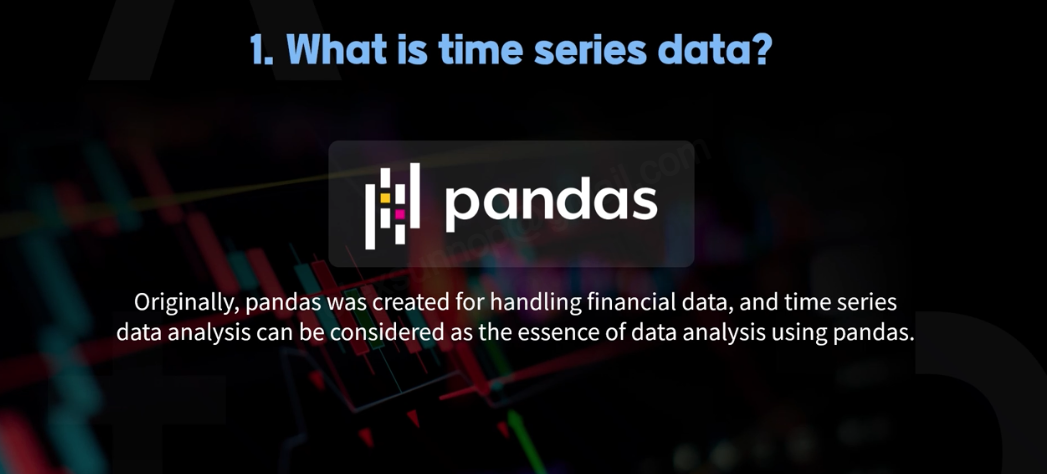 1. What is time series data?
pandas
Originally, pandas was created for handling financial data, and time series
data analysis can be considered as the essence of data analysis using pandas.